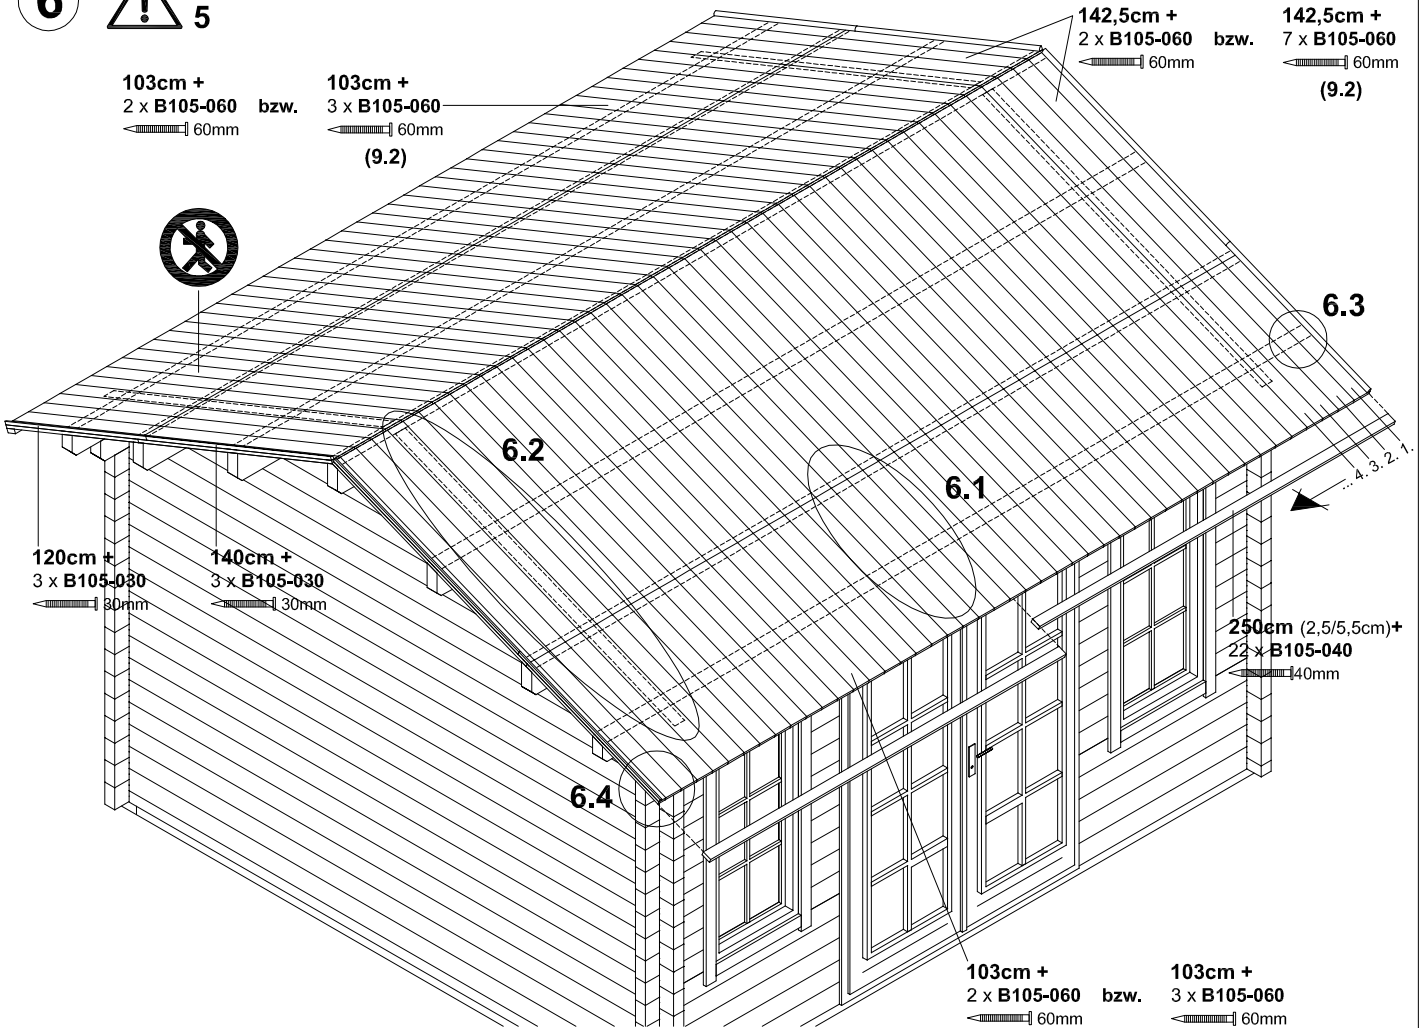 6
! 5
142,5cm +
2 x B105-060 bzw.
60mm
142,5cm +
7 x B105-060
60mm
(9.2)
103cm +
2 x B105-060 bzw.
60mm
103cm +
3 x B105-060
60mm
(9.2)
6.3
6.2
6.1
... 4. 3. 2. 1.
120cm +
3 x B105-030
30mm
140cm +
3 x B105-030
30mm
250cm (2,5/5,5cm)+
22 x B105-040
40mm
6.4
103cm +
2 x B105-060 bzw.
60mm
103cm +
3 x B105-060
60mm